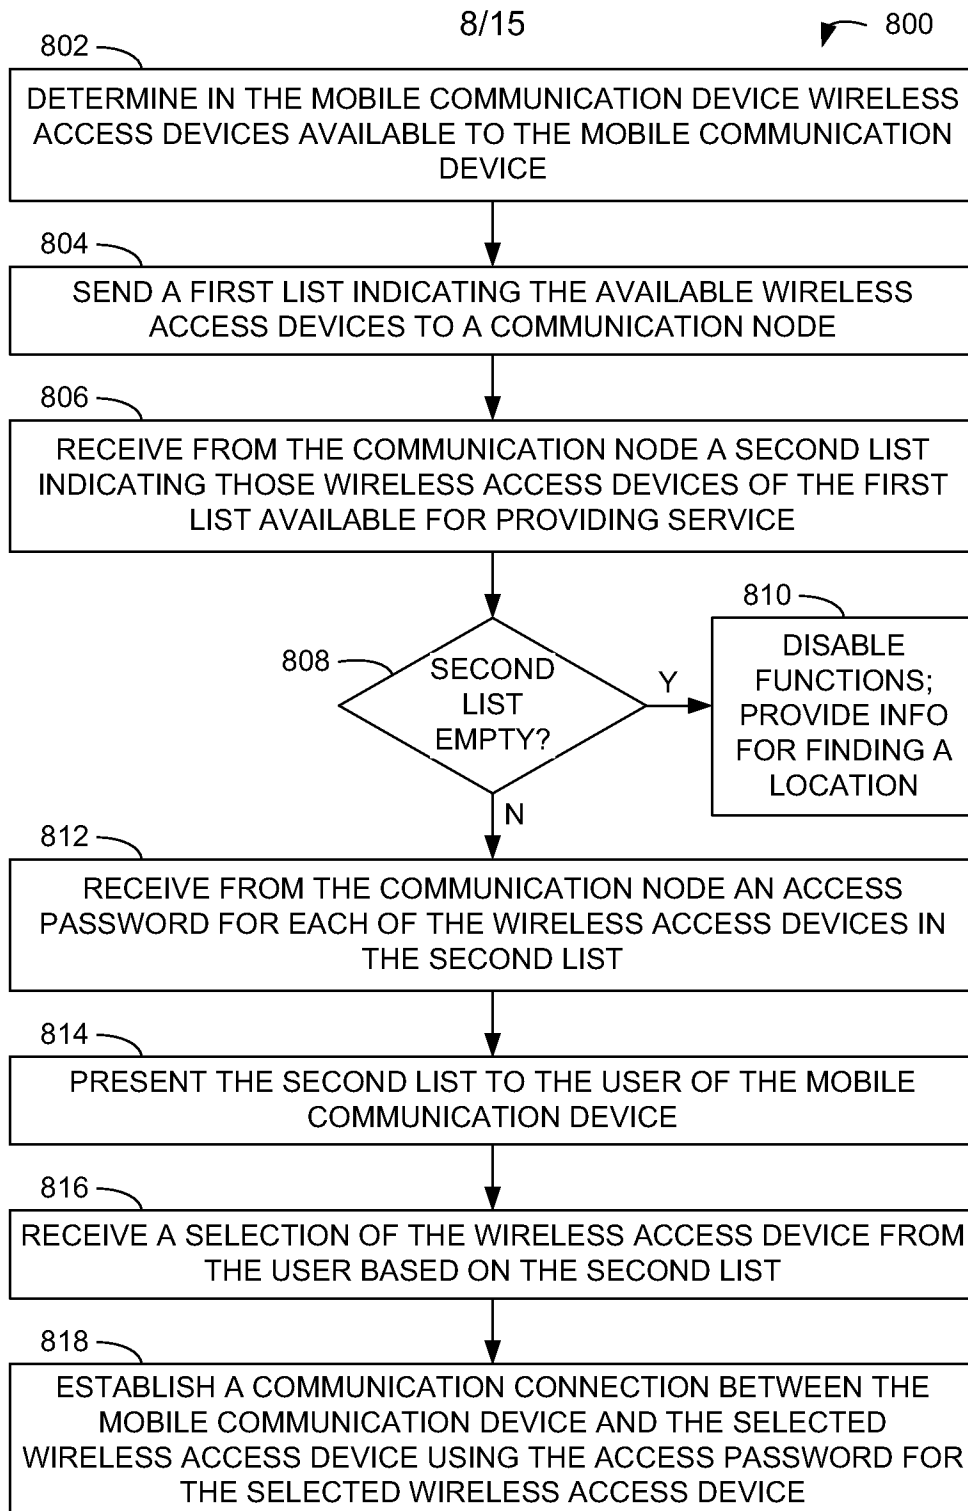 8/15
800
802
DETERMINE IN THE MOBILE COMMUNICATION DEVICE WIRELESS
ACCESS DEVICES AVAILABLE TO THE MOBILE COMMUNICATION
DEVICE
804
SEND A FIRST LIST INDICATING THE AVAILABLE WIRELESS
ACCESS DEVICES TO A COMMUNICATION NODE
806
RECEIVE FROM THE COMMUNICATION NODE A SECOND LIST
INDICATING THOSE WIRELESS ACCESS DEVICES OF THE FIRST
LIST AVAILABLE FOR PROVIDING SERVICE
808
SECOND
LIST
EMPTY?
Y
810
DISABLE
FUNCTIONS;
PROVIDE INFO
FOR FINDING A
LOCATION
N
812
RECEIVE FROM THE COMMUNICATION NODE AN ACCESS
PASSWORD FOR EACH OF THE WIRELESS ACCESS DEVICES IN
THE SECOND LIST
814
PRESENT THE SECOND LIST TO THE USER OF THE MOBILE
COMMUNICATION DEVICE
816
RECEIVE A SELECTION OF THE WIRELESS ACCESS DEVICE FROM
THE USER BASED ON THE SECOND LIST
818
ESTABLISH A COMMUNICATION CONNECTION BETWEEN THE
MOBILE COMMUNICATION DEVICE AND THE SELECTED
WIRELESS ACCESS DEVICE USING THE ACCESS PASSWORD FOR
THE SELECTED WIRELESS ACCESS DEVICE